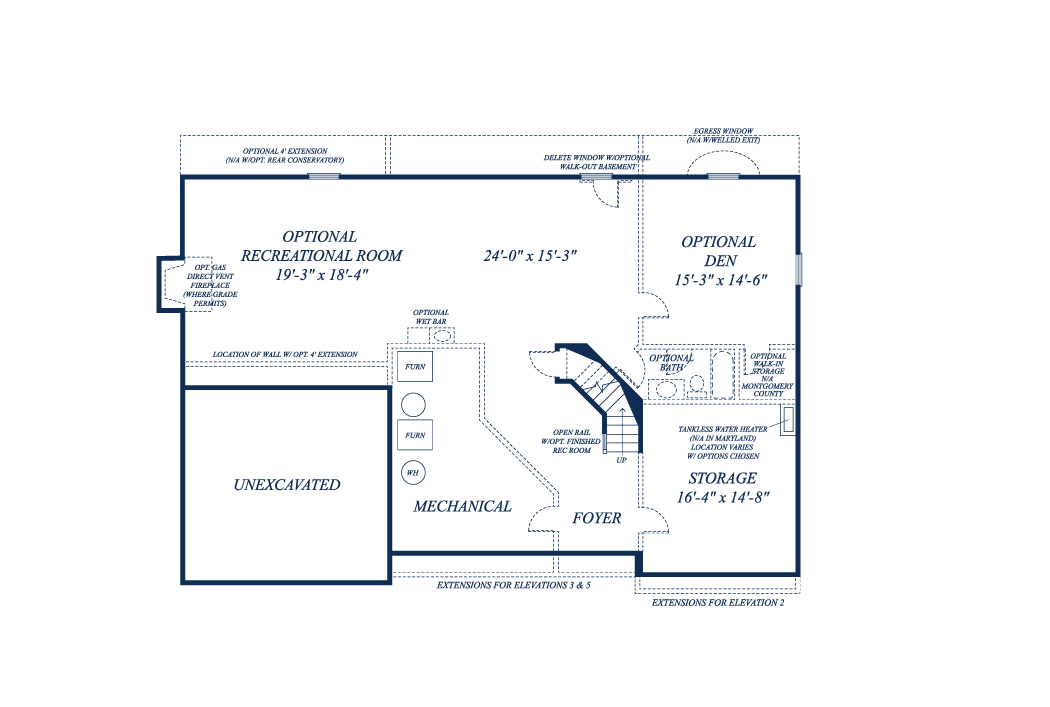 EGRESS WINDOW
(N/A W/WELLED EXIT)
OPTIONAL 4' EXTENSION
(N/A W/OPT. REAR CONSERVATORY)
DELETE WINDOW W/OPTIONAL
WALK-OUT BASEMENT
OPTIONAL
RECREATIONAL ROOM
19'-3" x 18'-4"
24'-0" x 15'-3"
OPTIONAL
DEN
15'-3" x 14'-6"
OPT. GAS
DIRECT VENT
FIREPLACE
(WHERE GRADE
PERMITS)
OPTIONAL
WET BAR
LOCATION OF WALL W/ OPT. 4' EXTENSION
FURN
OPTIONAL
BATH
OPTIONAL
WALK-IN
STORAGE
N/A
MONTGOMERY
COUNTY
FURN
OPEN RAIL
W/OPT. FINISHED
REC ROOM
UP
TANKLESS WATER HEATER
(N/A IN MARYLAND)
LOCATION VARIES
W/ OPTIONS CHOSEN
WH
UNEXCAVATED
STORAGE
16'-4" x 14'-8"
MECHANICAL
FOYER
EXTENSIONS FOR ELEVATIONS 3 & 5
EXTENSIONS FOR ELEVATION 2